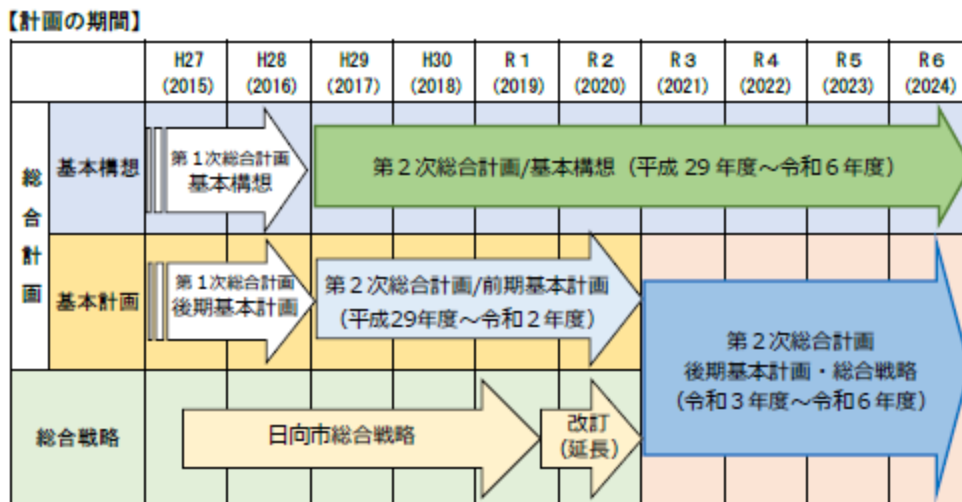 【計画の期間】
H27 H28 H29 H30 R1 R2 R3 R4 R5 R6
(2015) (2016) (2017) (2018) (2019) (2020) (2021) (2022) (2023) (2024)
総合計画
基本構想
第1次総合計画
基本構想
第2次総合計画/基本構想（平成29年度～令和6年度）
基本計画
第1次総合計画
後期基本計画
第2次総合計画/前期基本計画
（平成29年度～令和2年度）
第2次総合計画
後期基本計画・総合戦略
（令和3年度～令和6年度）
総合戦略
日向市総合戦略
改訂
（延長）